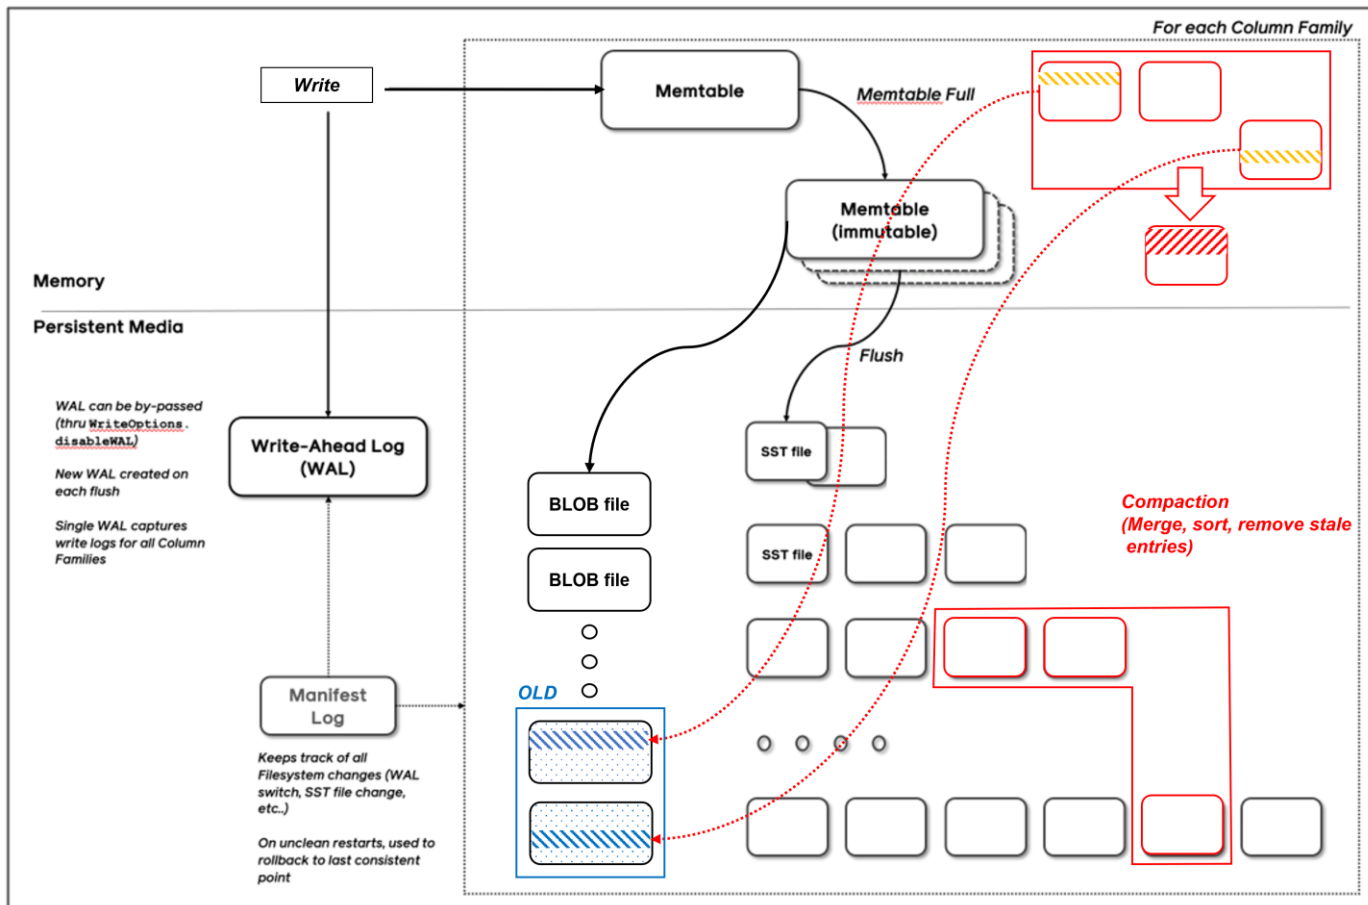 For each Column Family
Write
Memtable
Memtable Full
Memtable
(immutable)
Memory
Persistent Media
Flush
WAL can be by-passed
(thru WriteOptions.
disableWAL)
New WAL created on
each flush
Single WAL captures
write logs for all Column
Families
Write-Ahead Log
(WAL)
SST file
BLOB file
SST file
BLOB file
Compaction
(Merge, sort, remove stale
entries)
OLD
Manifest
Log
Keeps track of all
Filesystem changes (WAL
switch, SST file change,
etc..)
On unclean restarts, used to
rollback to last consistent
point